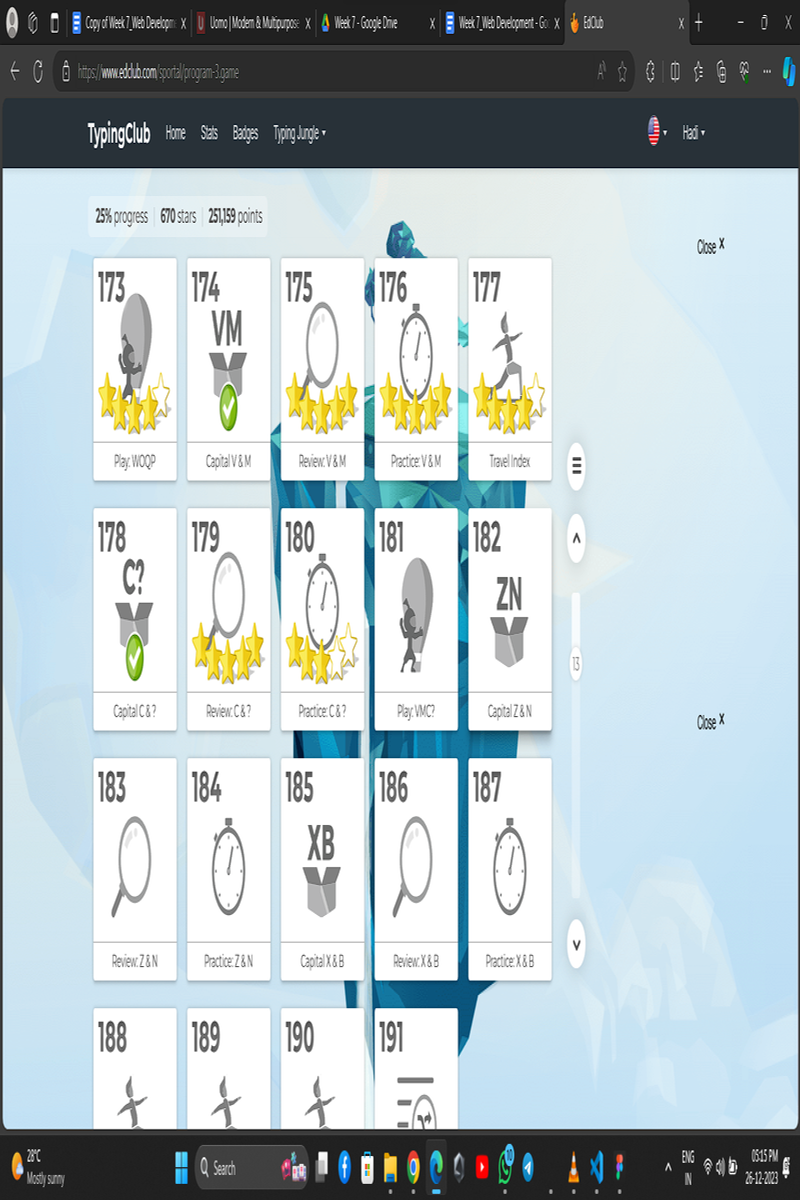 Copy of Week 7_Web Developm
Uomo | Modern & Multipurpose
Week 7 - Google Drive
Week 7_Web Development - Go
EdClub
https://www.edclub.com/sportal/program-3.game
TypingClub Home Stats Badges Typing Jungle Hadi
25% progress 670 stars 251,159 points
Close X
173 174 175 176 177
VM
Play: WOQP Capital V & M Review: V & M Practice: V & M Travel Index
178 179 180 181 182
C? ZN
13
Capital C & ? Review: C & ? Practice: C & ? Play: VMC? Capital Z & N
Close X
183 184 185 186 187
XB
Review: Z & N Practice: Z & N Capital X & B Review: X & B Practice: X & B
188 189 190 191
28°C
Mostly sunny
Search
ENG
IN
05:15 PM
26-12-2023